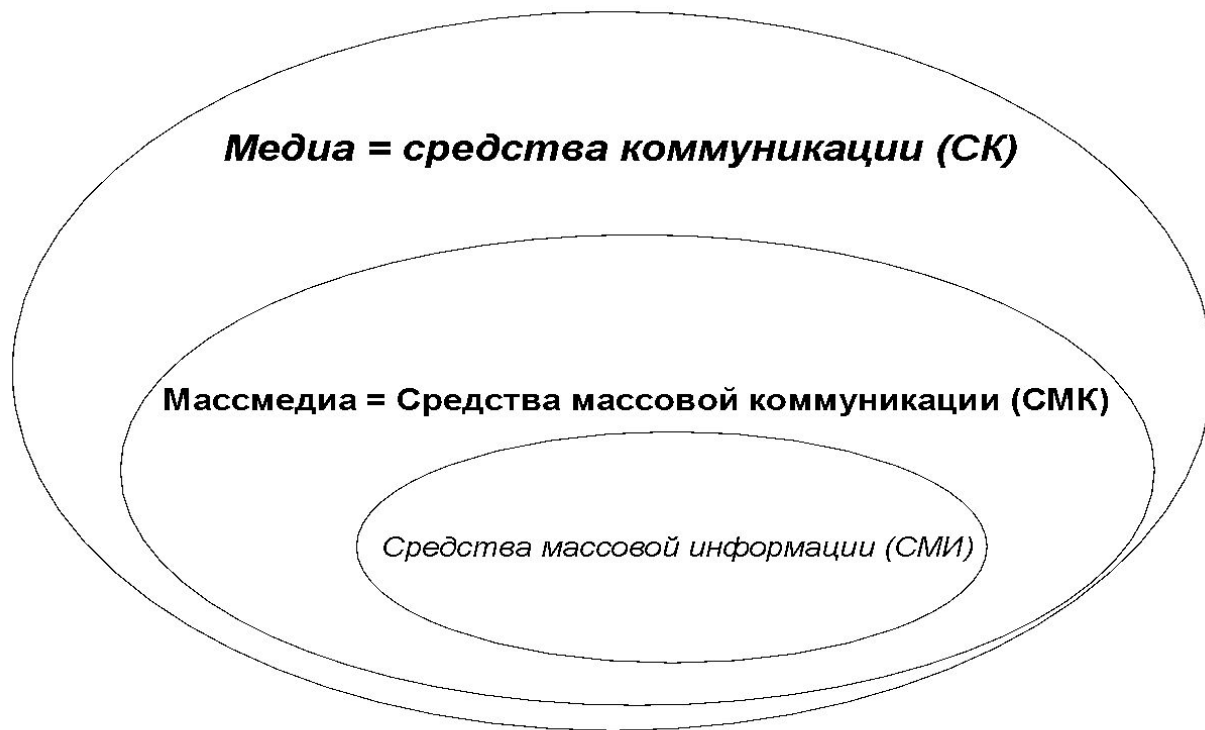 Медиа = средства коммуникации (СК)
Массмедиа = Средства массовой коммуникации (СМК)
Средства массовой информации (СМИ)